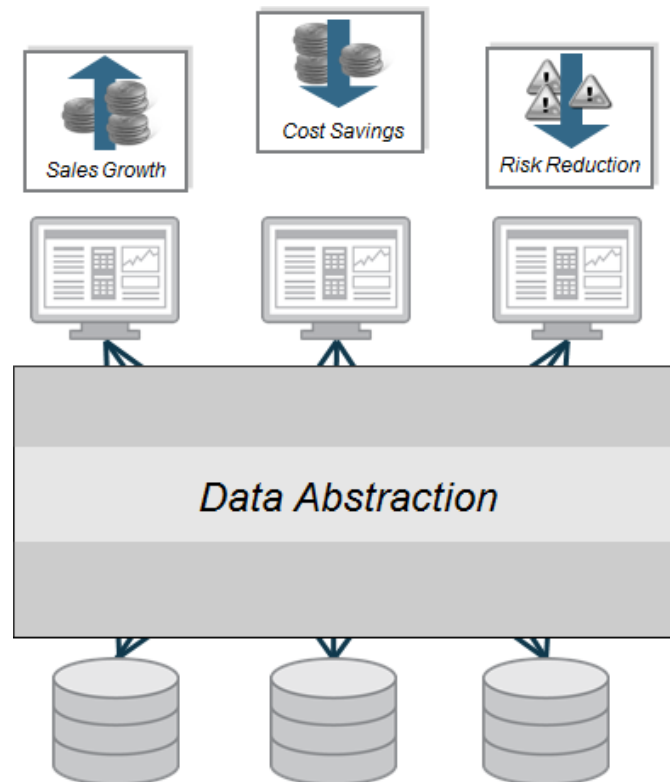 Sales Growth
Cost Savings
Risk Reduction
!
!
!
Data Abstraction